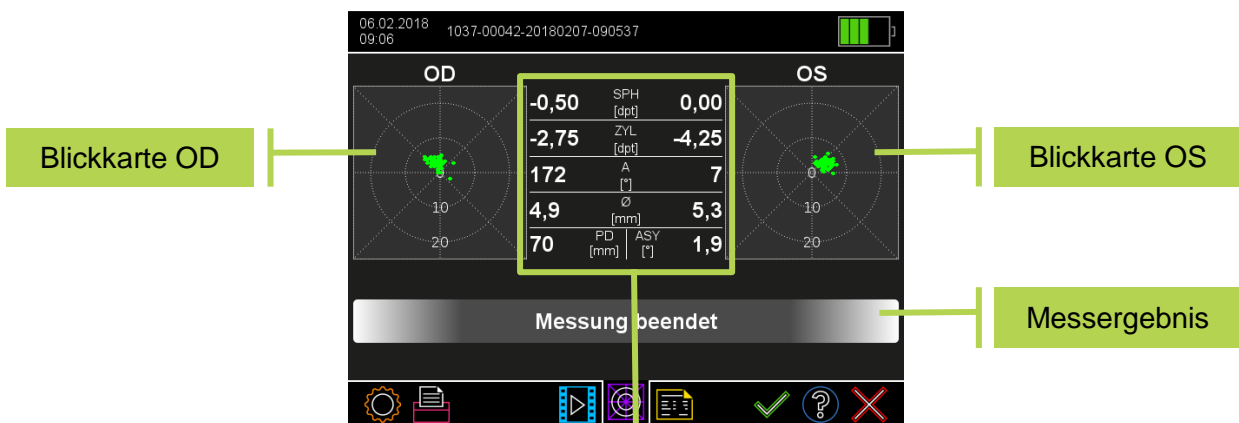 06.02.2018
09:06
1037-00042-20180207-090537
OD
OS
Blickkarte OD
Blickkarte OS
-0,50 SPH [dpt] 0,00
-2,75 ZYL [dpt] -4,25
172 A [°] 7
4,9 Ø [mm] 5,3
70 PD [mm] ASY [°] 1,9
0
10
20
0
10
20
Messung beendet
Messergebnis
?